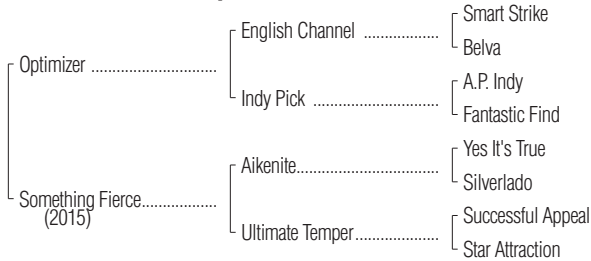 Smart Strike
English Channel ..................
Belva
Optimizer ..............................
A.P. Indy
Indy Pick ..............................
Fantastic Find
Yes It's True
Aikenite..................................
Silverlado
Something Fierce..................
(2015)
Successful Appeal
Ultimate Temper....................
Star Attraction